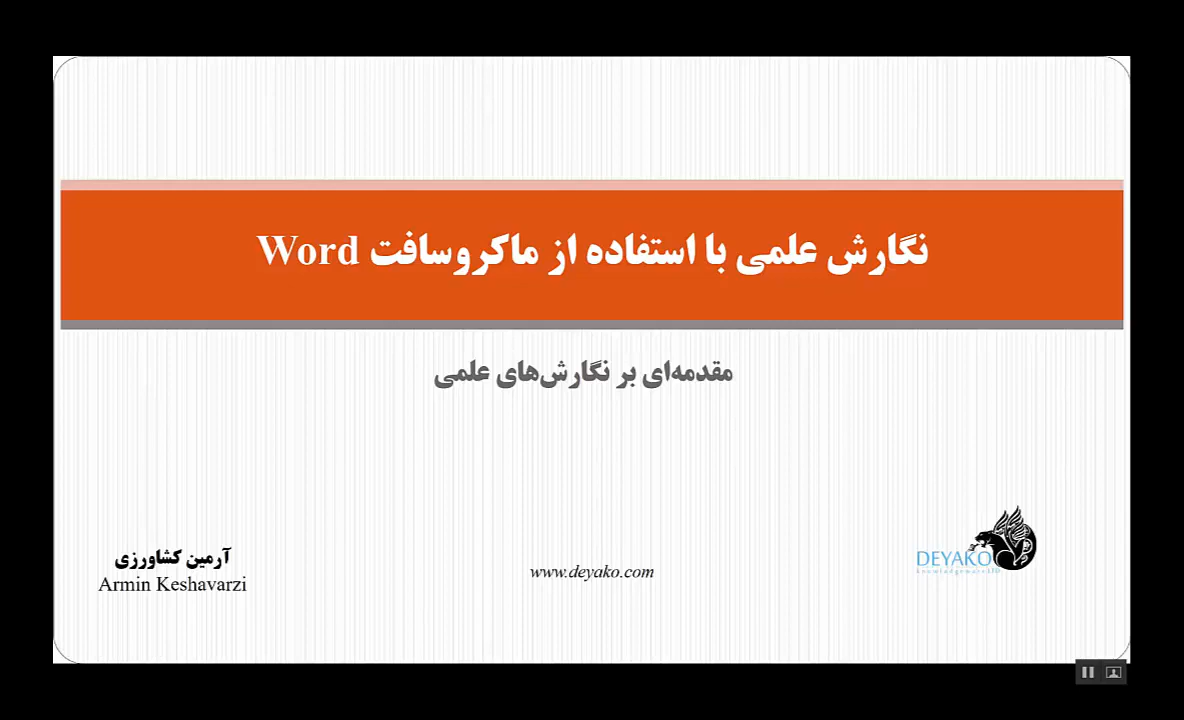 نگارش علمی با استفاده از ماکروسافت Word
مقدمه‌ای بر نگارش‌های علمی
آرمین کشاورزی
Armin Keshavarzi
www.deyako.com
DEYAKO